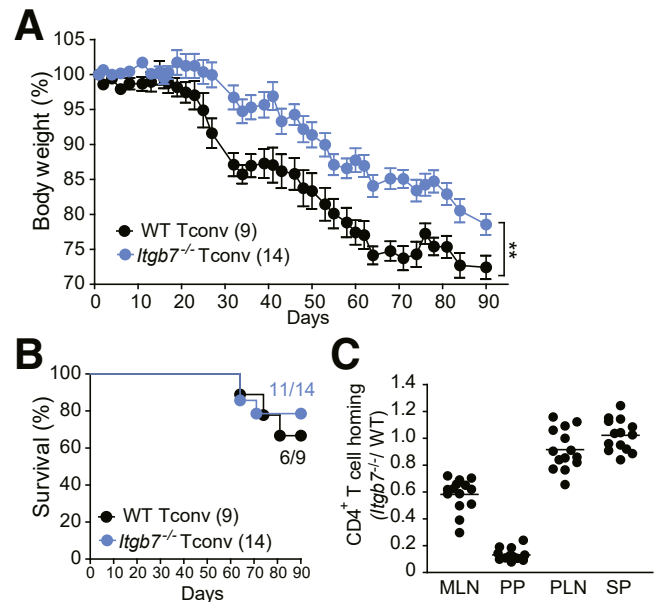 A
105
100
95
90
85
80
75
70
Body weight (%)
WT Tconv (9)
Itgb7-/- Tconv (14)
**
0 10 20 30 40 50 60 70 80 90
Days
B
100
80
60
40
20
0
Survival (%)
11/14
6/9
WT Tconv (9)
Itgb7-/- Tconv (14)
0 10 20 30 40 50 60 70 80 90
Days
C
1.4
1.2
1.0
0.8
0.6
0.4
0.2
0
CD4+ T cell homing
(Itgb7-/-/ WT)
MLN PP PLN SP